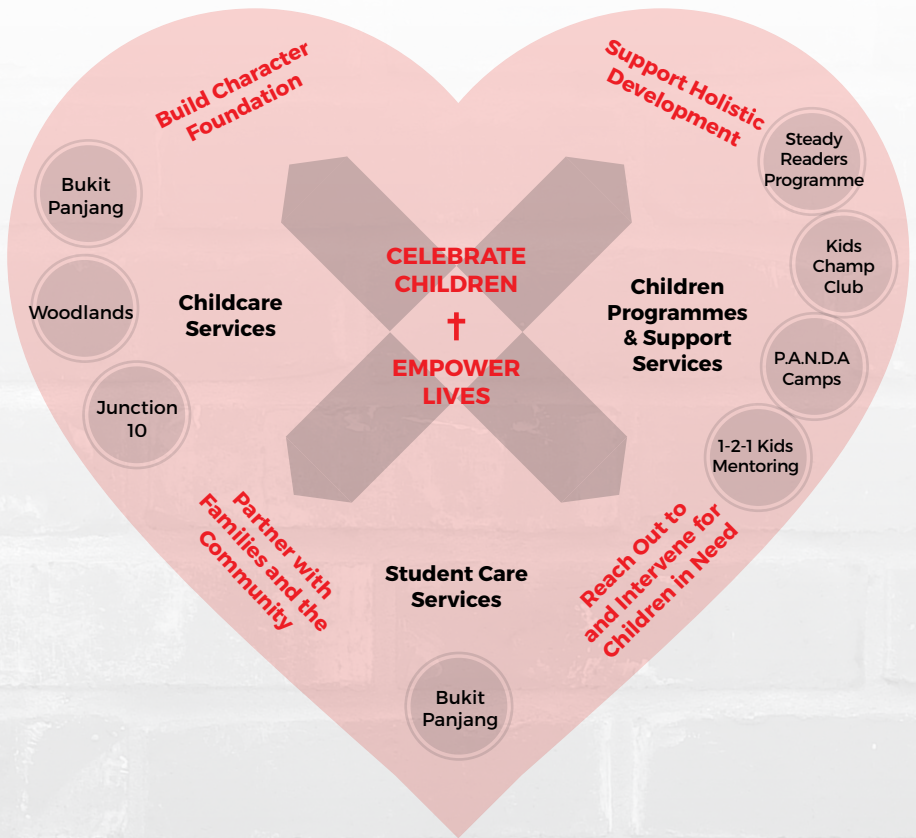 Build Character
Foundation
Support Holistic
Development
Bukit
Panjang
Woodlands
Junction
10
Childcare
Services
CELEBRATE
CHILDREN
EMPOWER
LIVES
Children
Programmes
& Support
Services
Steady
Readers
Programme
Kids
Champ
Club
P.A.N.D.A
Camps
1-2-1 Kids
Mentoring
Partner with
Families and the
Community
Student Care
Services
Bukit
Panjang
Reach Out to
and Intervene for
Children in Need